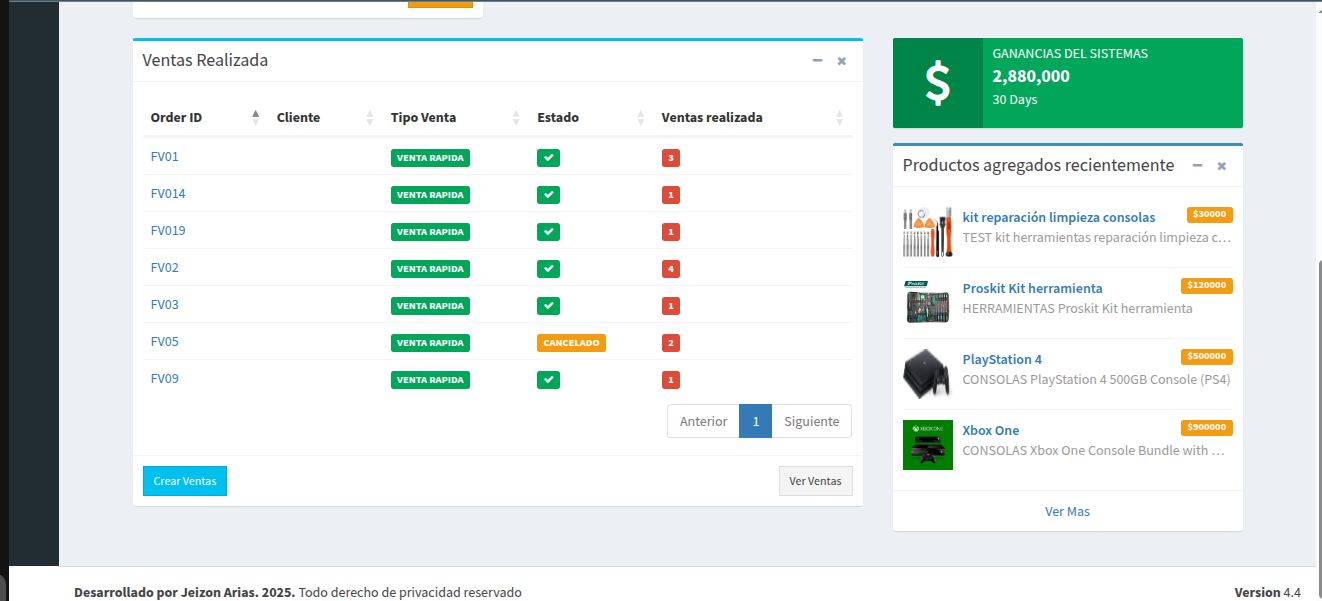 Ventas Realizada
Order ID Cliente Tipo Venta Estado Ventas realizada
FV01 VENTA RAPIDA 3
FV014 VENTA RAPIDA 1
FV019 VENTA RAPIDA 1
FV02 VENTA RAPIDA 4
FV03 VENTA RAPIDA 1
FV05 VENTA RAPIDA CANCELADO 2
FV09 VENTA RAPIDA 1
Anterior 1 Siguiente
Crear Ventas Ver Ventas
$
GANANCIAS DEL SISTEMAS
2,880,000
30 Days
Productos agregados recientemente
kit reparación limpieza consolas $30000
TEST kit herramientas reparación limpieza c...
Proskit Kit herramienta $120000
HERRAMIENTAS Proskit Kit herramienta
PlayStation 4 $500000
CONSOLAS PlayStation 4 500GB Console (PS4)
XBOX ONE
Xbox One $900000
CONSOLAS Xbox One Console Bundle with ...
Ver Mas
Desarrollado por Jeizon Arias. 2025. Todo derecho de privacidad reservado
Version 4.4